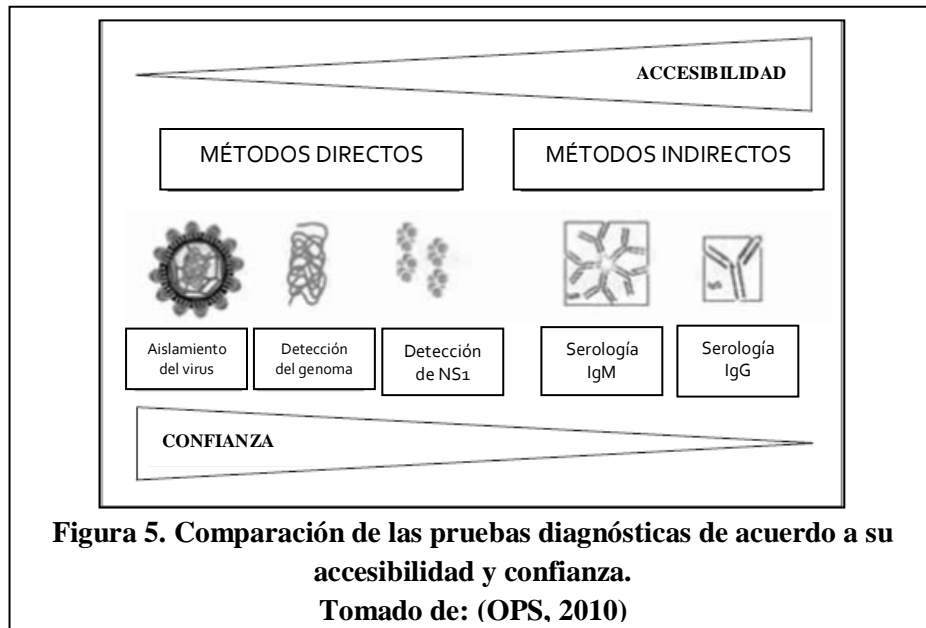 ACCESIBILIDAD
MÉTODOS DIRECTOS
MÉTODOS INDIRECTOS
Aislamiento
del virus
Detección
del genoma
Detección
de NS1
Serología
IgM
Serología
IgG
CONFIANZA
Figura 5. Comparación de las pruebas diagnósticas de acuerdo a su
accesibilidad y confianza.
Tomado de: (OPS, 2010)